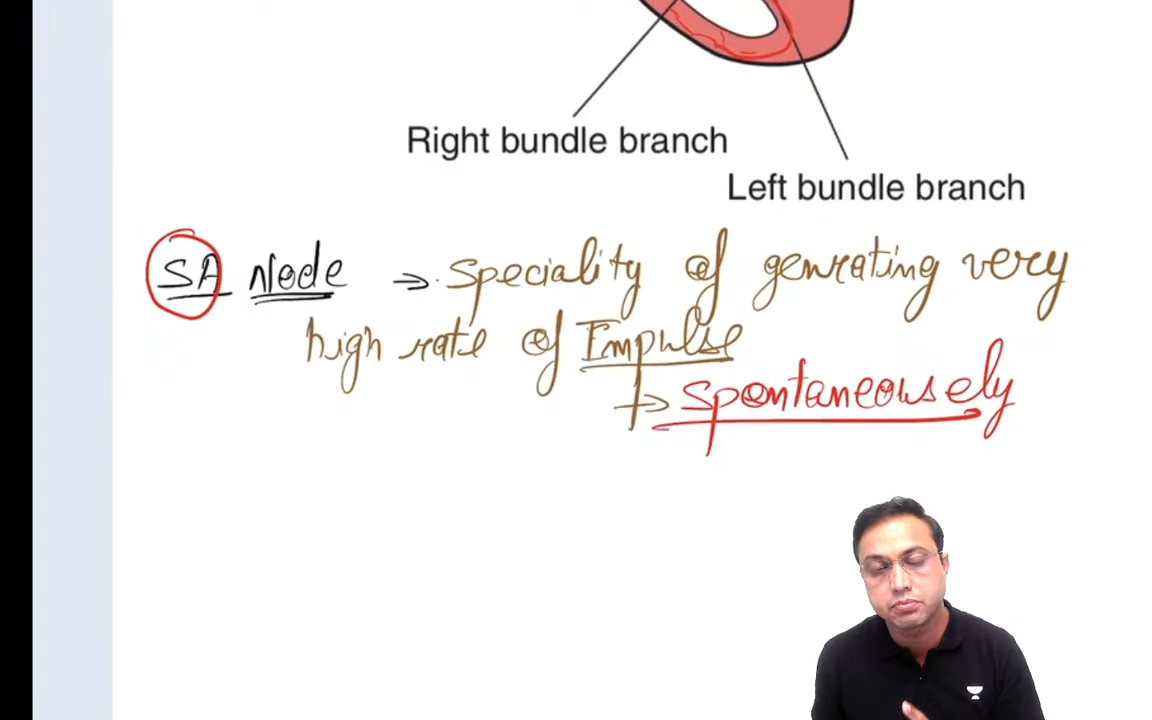 Right bundle branch
Left bundle branch
SA Node → Speciality of genrating very
high rate of Impulse
→ Spontaneousely